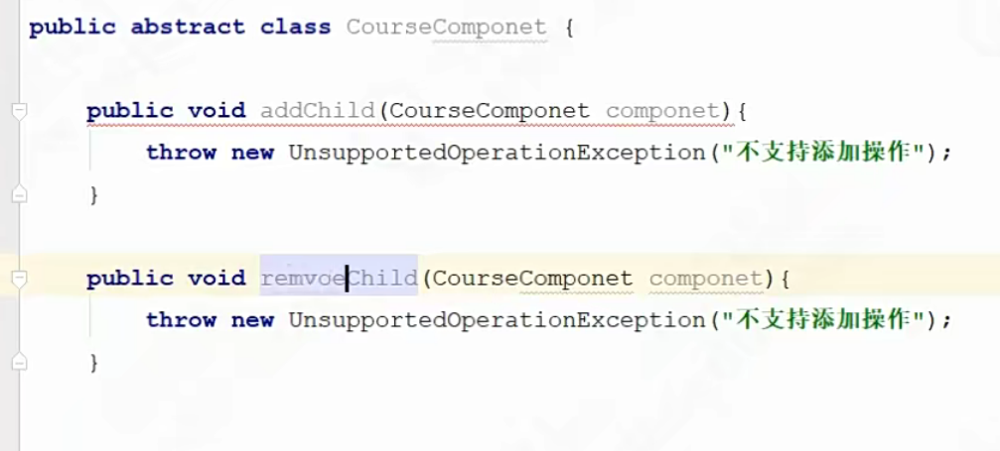 public abstract class CourseComponet {
public void addChild(CourseComponet componet){
throw new UnsupportedOperationException("不支持添加操作");
}
public void remvoeChild(CourseComponet componet){
throw new UnsupportedOperationException("不支持添加操作");
}